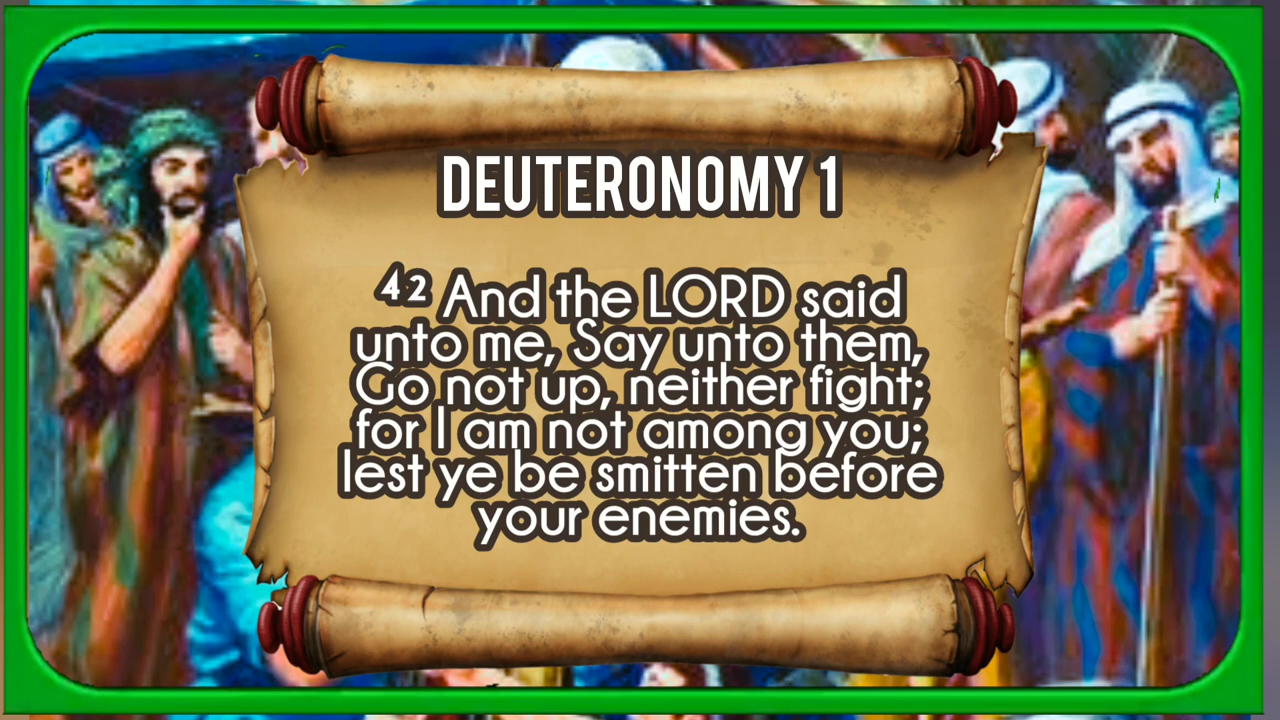 DEUTERONOMY 1
⁴² And the LORD said
unto me, Say unto them,
Go not up, neither fight;
for I am not among you;
lest ye be smitten before
your enemies.